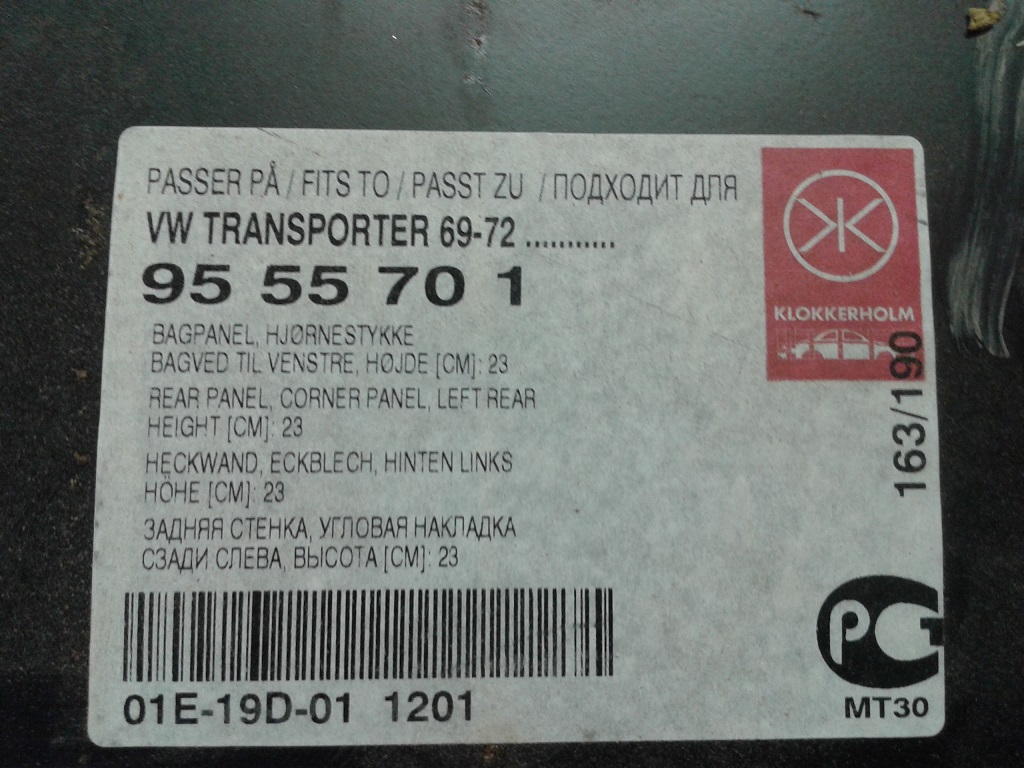 PASSER PÅ / FITS TO / PASST ZU / ПОДХОДИТ ДЛЯ
VW TRANSPORTER 69-72 ...........
95 55 70 1
BAGPANEL, HJØRNESTYKKE
BAGVED TIL VENSTRE, HØJDE [CM]: 23
REAR PANEL, CORNER PANEL, LEFT REAR
HEIGHT [CM]: 23
HECKWAND, ECKBLECH, HINTEN LINKS
HÖHE [CM]: 23
ЗАДНЯЯ СТЕНКА, УГЛОВАЯ НАКЛАДКА
СЗАДИ СЛЕВА, ВЫСОТА [CM]: 23
01E-19D-01 1201
KLOKKERHOLM
163/190
PCT
MT30